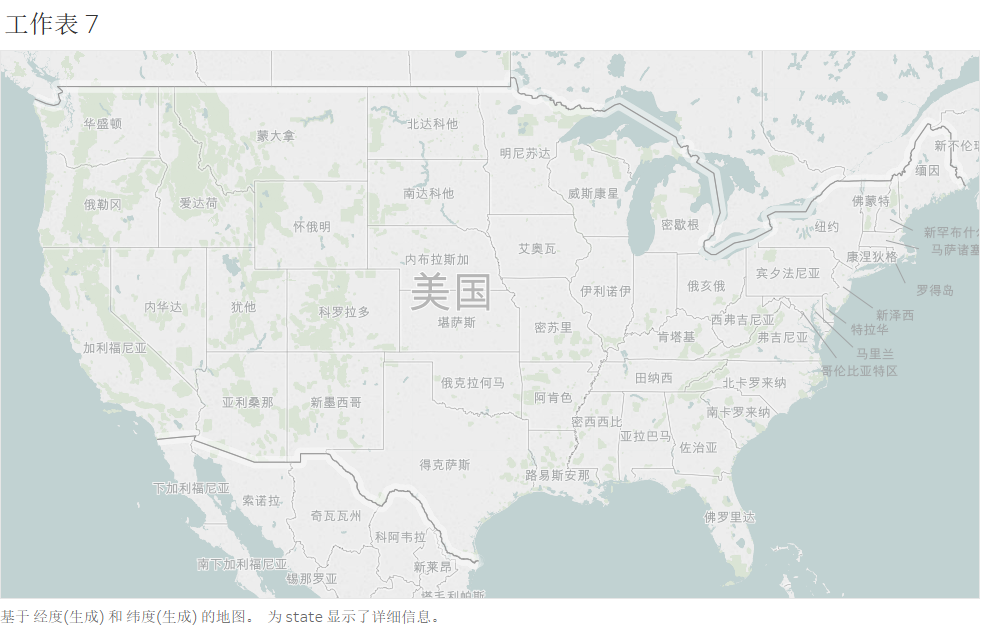 工作表 7
华盛顿
北达科他
蒙大拿
明尼苏达
缅因
俄勒冈
爱达荷
南达科他
威斯康星
佛蒙特
怀俄明
密歇根
纽约
艾奥瓦
马萨诸塞
内布拉斯加
康涅狄格
宾夕法尼亚
美国
伊利诺伊
俄亥俄
罗得岛
内华达
犹他
科罗拉多
新泽西
堪萨斯
密苏里
西弗吉尼亚
特拉华
肯塔基
弗吉尼亚
加利福尼亚
马里兰
哥伦比亚特区
俄克拉何马
田纳西
北卡罗来纳
亚利桑那
新墨西哥
阿肯色
南卡罗来纳
密西西比
亚拉巴马
佐治亚
得克萨斯
路易斯安那
下加利福尼亚
索诺拉
奇瓦瓦州
佛罗里达
科阿韦拉
南下加利福尼亚
新莱昂
锡那罗亚
塔毛利帕斯
基于 经度(生成) 和 纬度(生成) 的地图。 为 state 显示了详细信息。